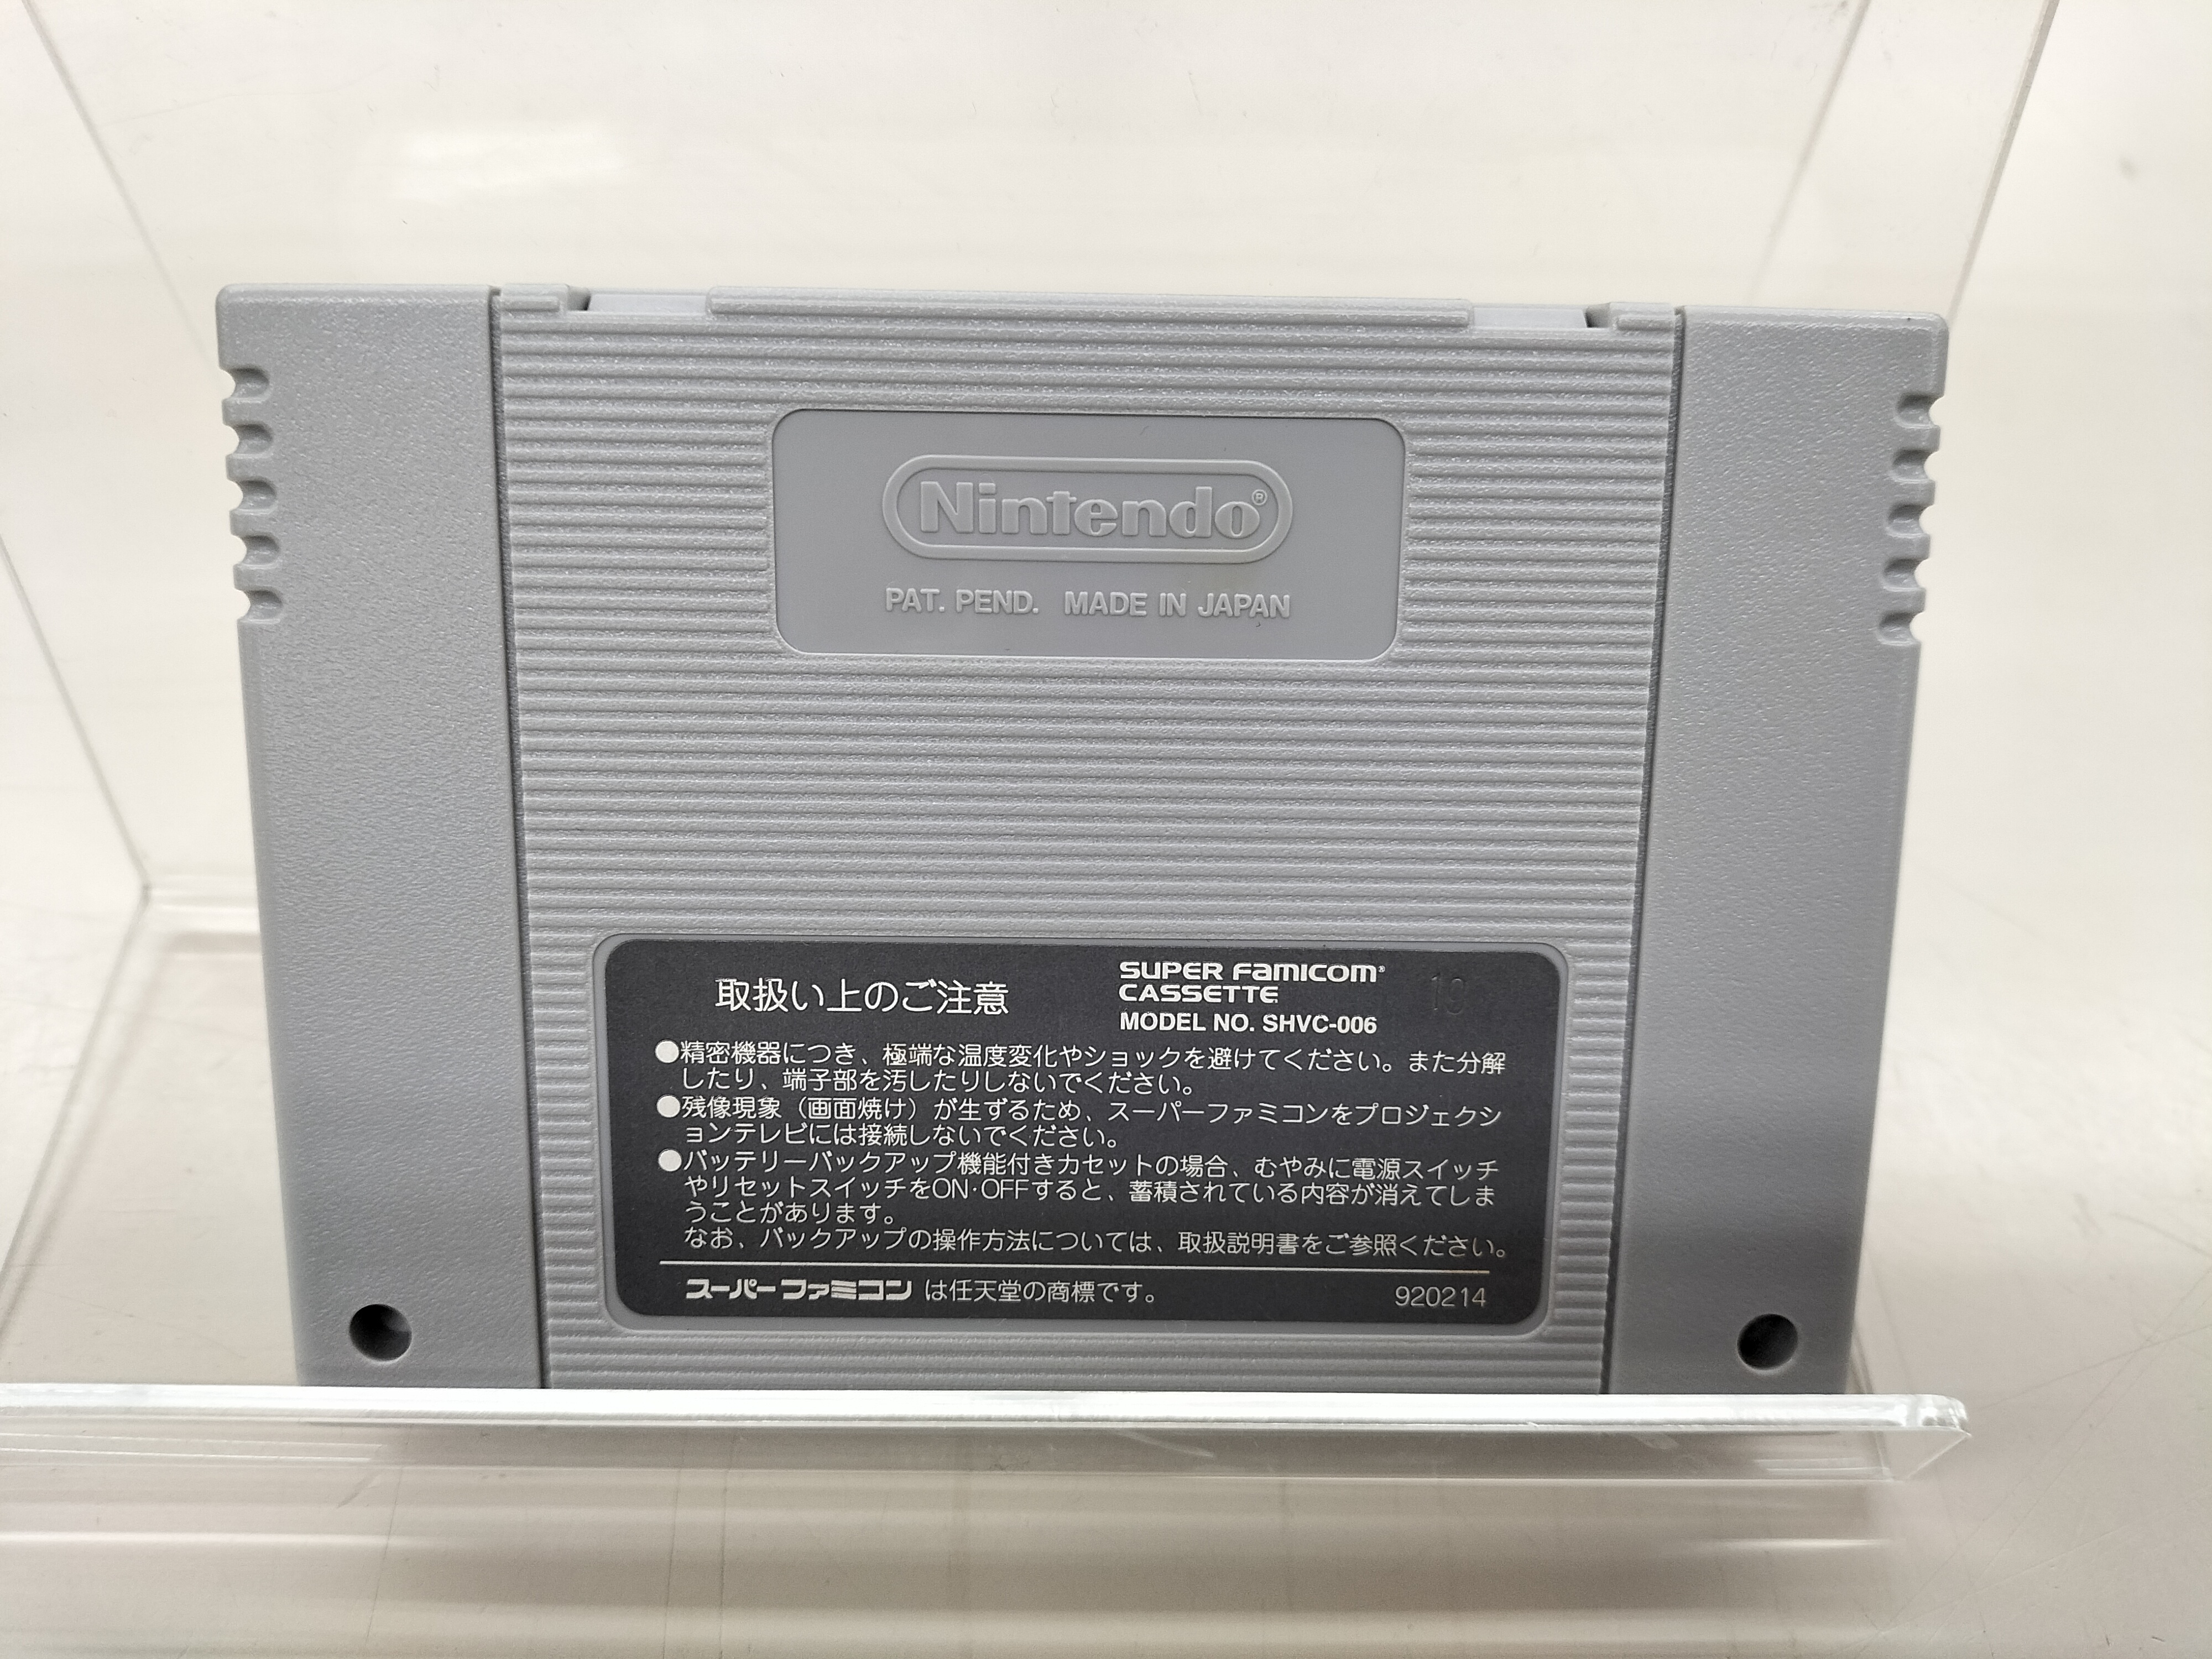 Nintendo®
PAT. PEND. MADE IN JAPAN
取扱い上のご注意
SUPER FAMICOM®
CASSETTE
MODEL NO. SHVC-006
●精密機器につき、極端な温度変化やショックを避けてください。また分解
したり、端子部を汚したりしないでください。
●残像現象（画面焼け）が生ずるため、スーパーファミコンをプロジェクシ
ョンテレビには接続しないでください。
●バッテリーバックアップ機能付きカセットの場合、むやみに電源スイッチ
やリセットスイッチをON·OFFすると、蓄積されている内容が消えてしま
うことがあります。
なお、バックアップの操作方法については、取扱説明書をご参照ください。
スーパーファミコン は任天堂の商標です。
920214